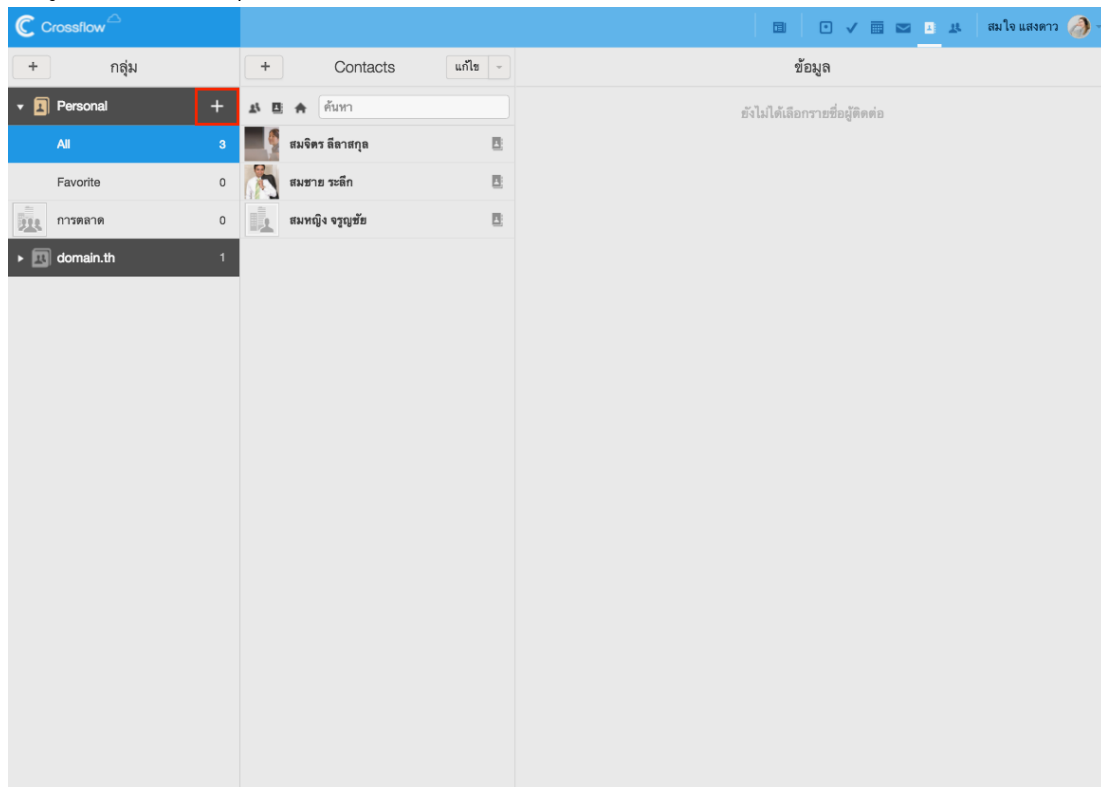 Crossflow
สมใจ แสงดาว
กลุ่ม
Contacts
แก้ไข
ข้อมูล
Personal
All 3
Favorite 0
การตลาด 0
domain.th 1
ค้นหา
สมจิตร ลีลาสกุล
สมชาย ระลึก
สมหญิง จรูญชัย
ยังไม่ได้เลือกรายชื่อผู้ติดต่อ